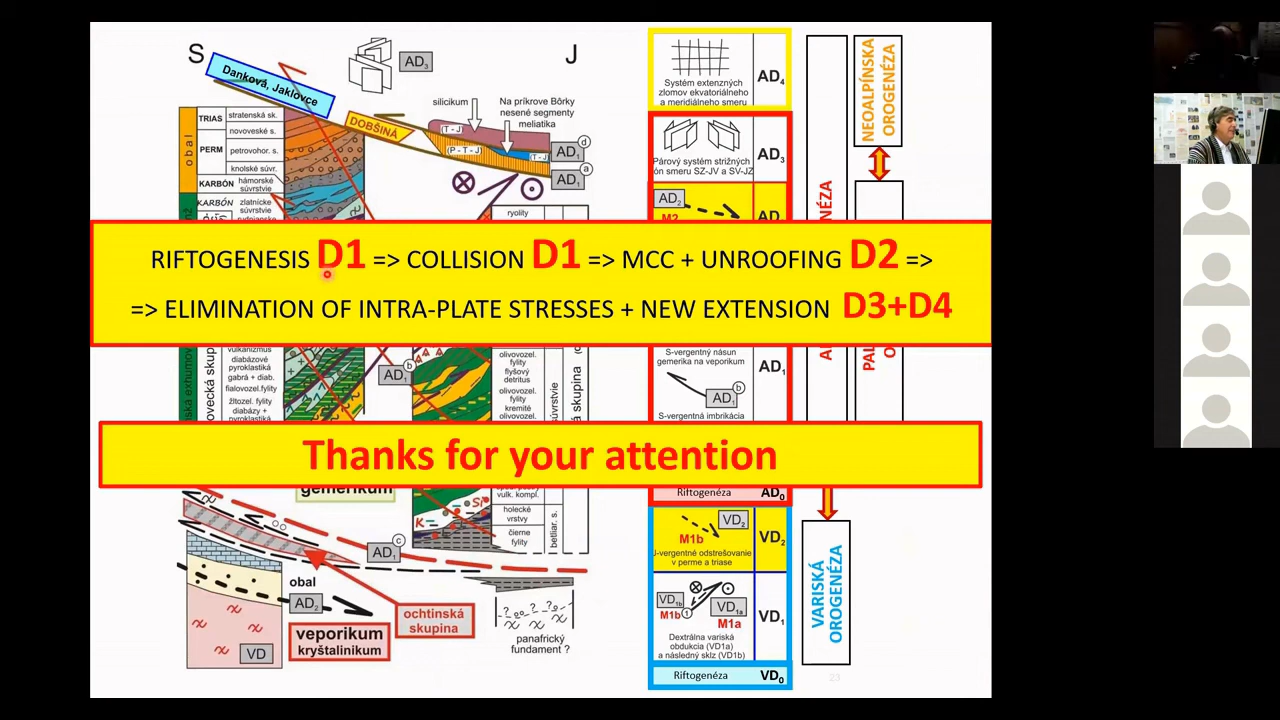 S
J
Danková, Jaklovce
DOBŠINÁ
AD3
silicikum
Na príkrove Bôrky
nesené segmenty
meliatika
(T - J)
(P - T - J)
(T - J)
AD1 d
AD1 a
obal
TRIAS
stratenská sk.
novoveské s.
PERM
petrovohor. s.
knolské súvr.
KARBÓN
hámorské
súvrstvie
KARBÓN
zlatnícke
súvrstvie
ryolity
Systém extenzných
zlomov ekvatoriálneho
a meridiálneho smeru
AD4
Párový systém strižných
zón smeru SZ-JV a SV-JZ
AD3
AD2
M2
AD
NEOALPÍNSKA
OROGENÉZA
RIFTOGENESIS D1 => COLLISION D1 => MCC + UNROOFING D2 =>
=> ELIMINATION OF INTRA-PLATE STRESSES + NEW EXTENSION D3+D4
vulkanizmus
diabázové
pyroklastiká
gabrá + diab.
fialovozel.fylity
žltozel. fylity
diabázy +
pyroklastiká
AD1 b
olivovozel.
fylity
flyšový
detritus
olivovozel.
fylity
kremité
olivovozel.
S-vergentný násun
gemerika na veporikum
AD1
AD1 b
S-vergentná imbrikácia
Thanks for your attention
gemerikum
K
Si
vulk. kompl.
holecké
vrstvy
čierne
fylity
betliar. s.
Riftogenéza AD0
AD1 c
obal
AD2
veporikum
kryštalinikum
VD
ochtinská
skupina
panafrický
fundament ?
VD2
M1b
J-vergentné odstrešovanie
v perme a triase
VD2
VD1b
M1b
VD1a
M1a
VD1
Dextrálna variská
obdukcia (VD1a)
a následný sklz (VD1b)
Riftogenéza VD0
VARISKÁ
OROGENÉZA
23